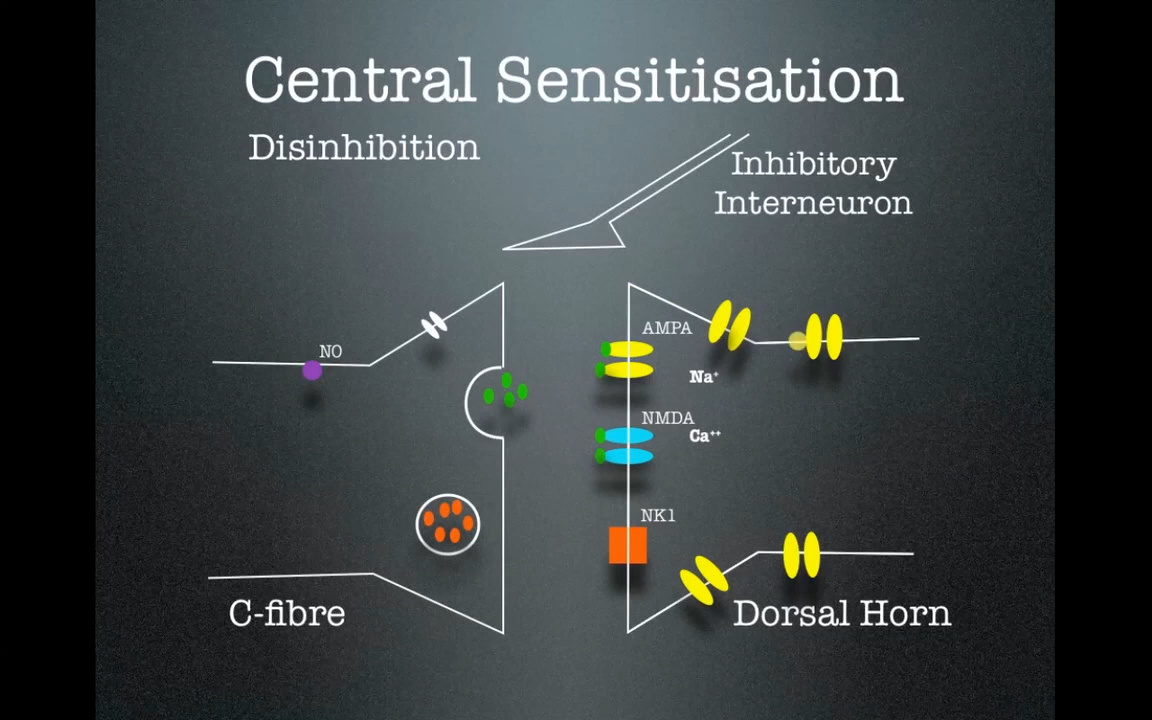 Central Sensitisation
Disinhibition
Inhibitory
Interneuron
NO
AMPA
Na⁺
NMDA
Ca⁺⁺
NK1
C-fibre
Dorsal Horn